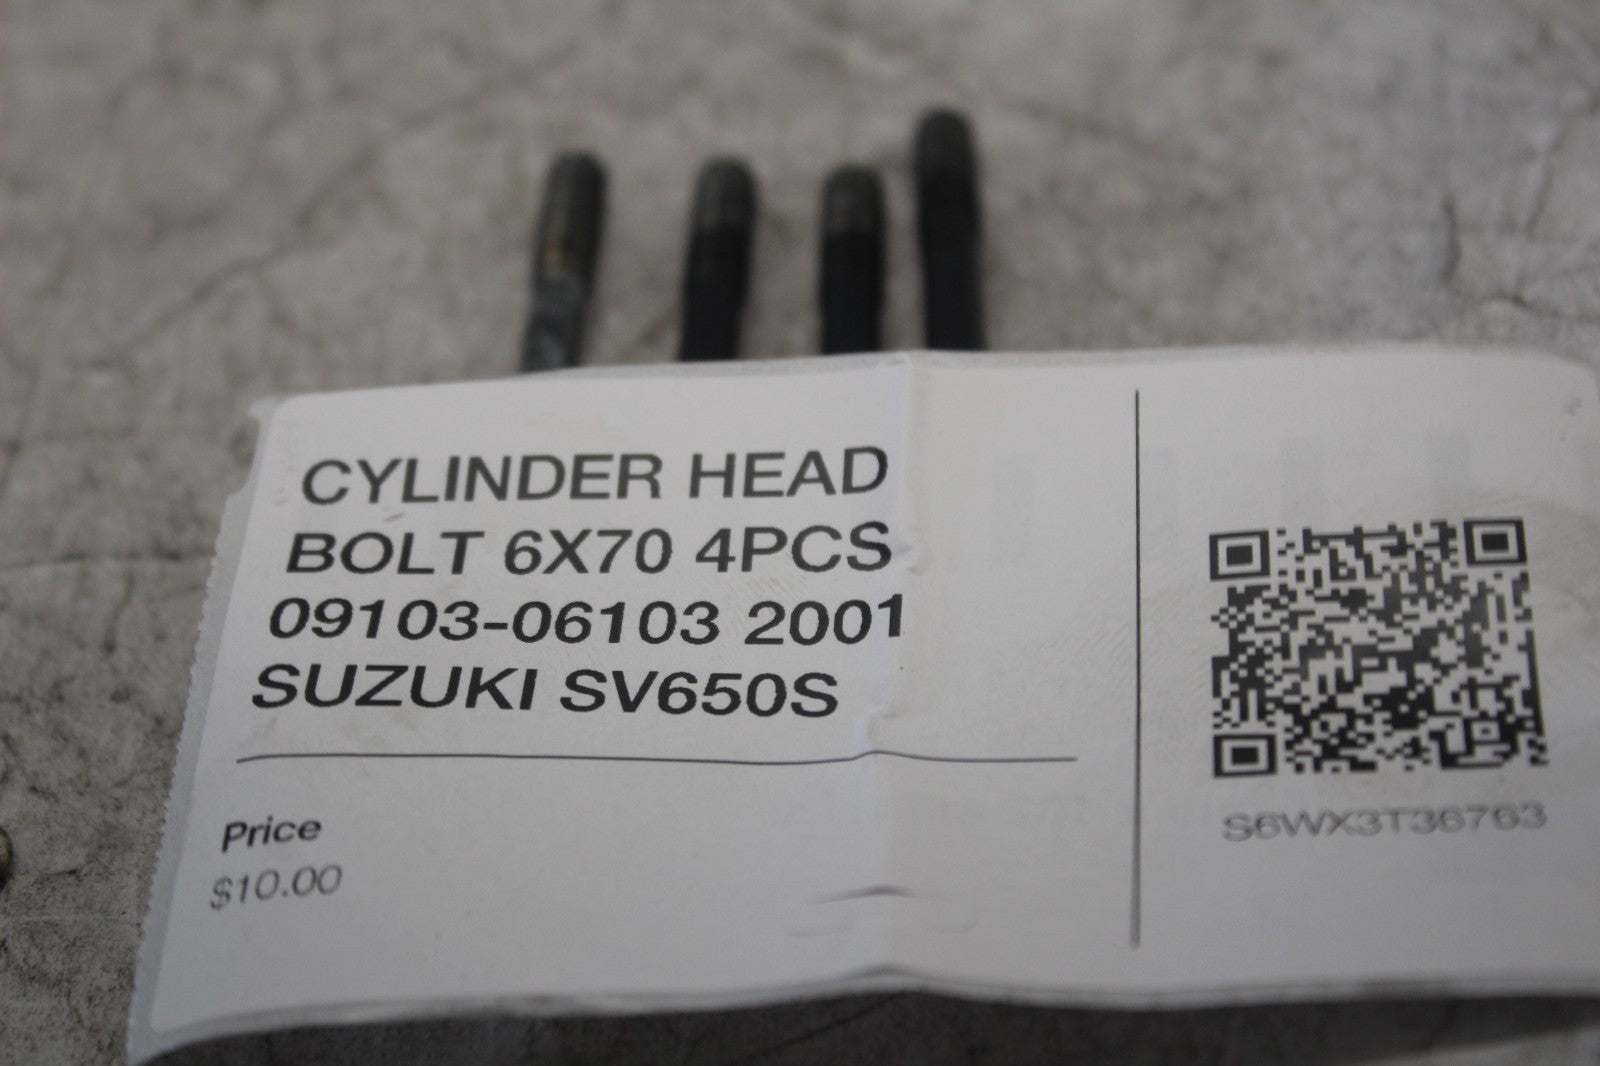 CYLINDER HEAD
BOLT 6X70 4PCS
09103-06103 2001
SUZUKI SV650S
Price
$10.00
S6WX3T36763